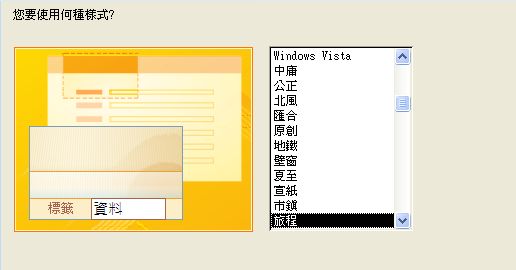 您要使用何種樣式?
標籤
資料
Windows Vista
中庸
公正
北風
匯合
原創
地鐵
壁窗
夏至
宣紙
市鎮
旅程